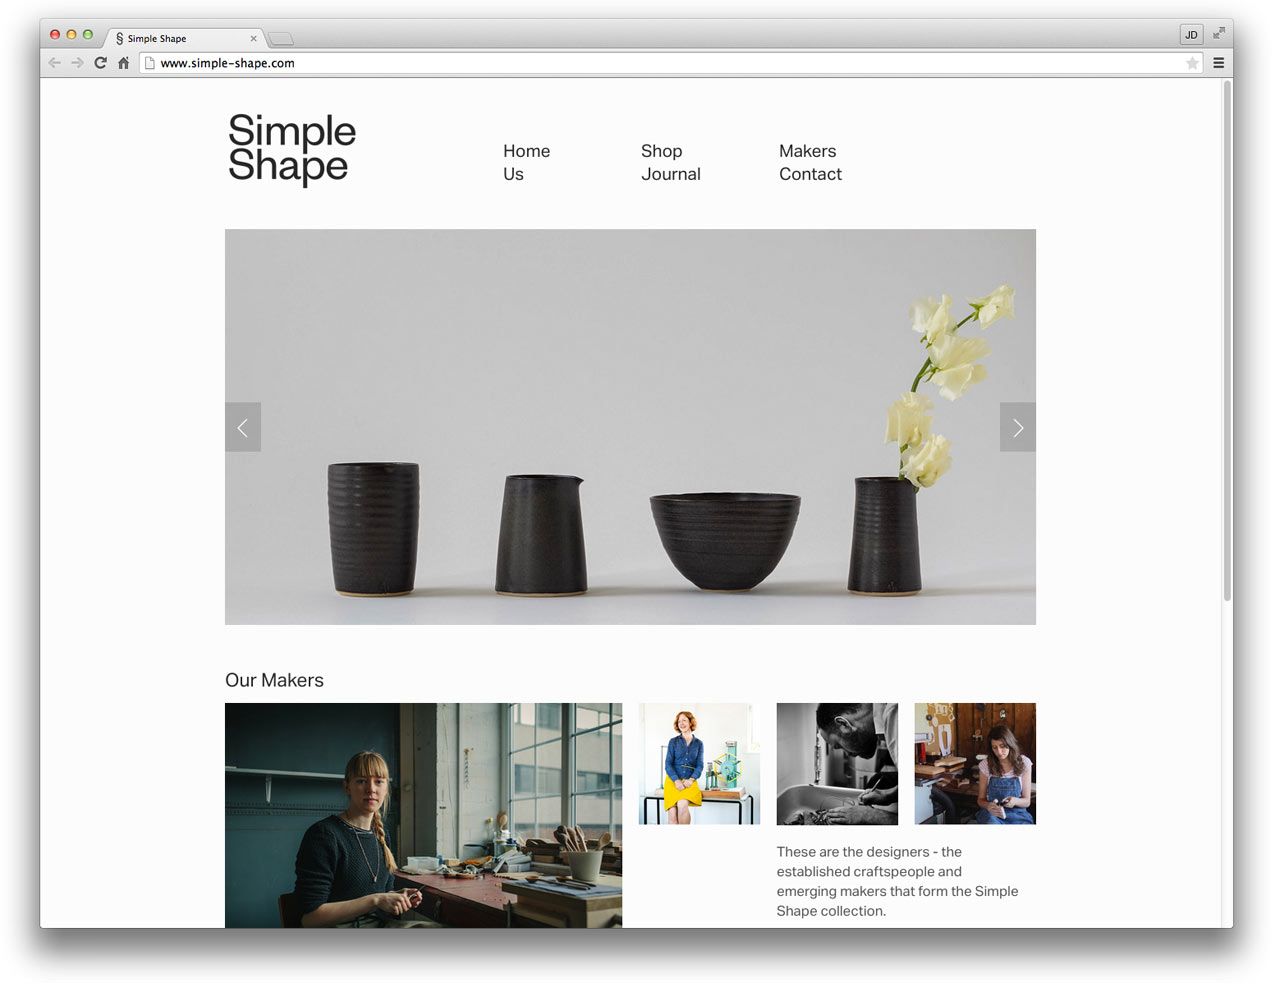 § Simple Shape
JD
www.simple-shape.com
Simple
Shape
Home
Us
Shop
Journal
Makers
Contact
Our Makers
These are the designers - the
established craftspeople and
emerging makers that form the Simple
Shape collection.